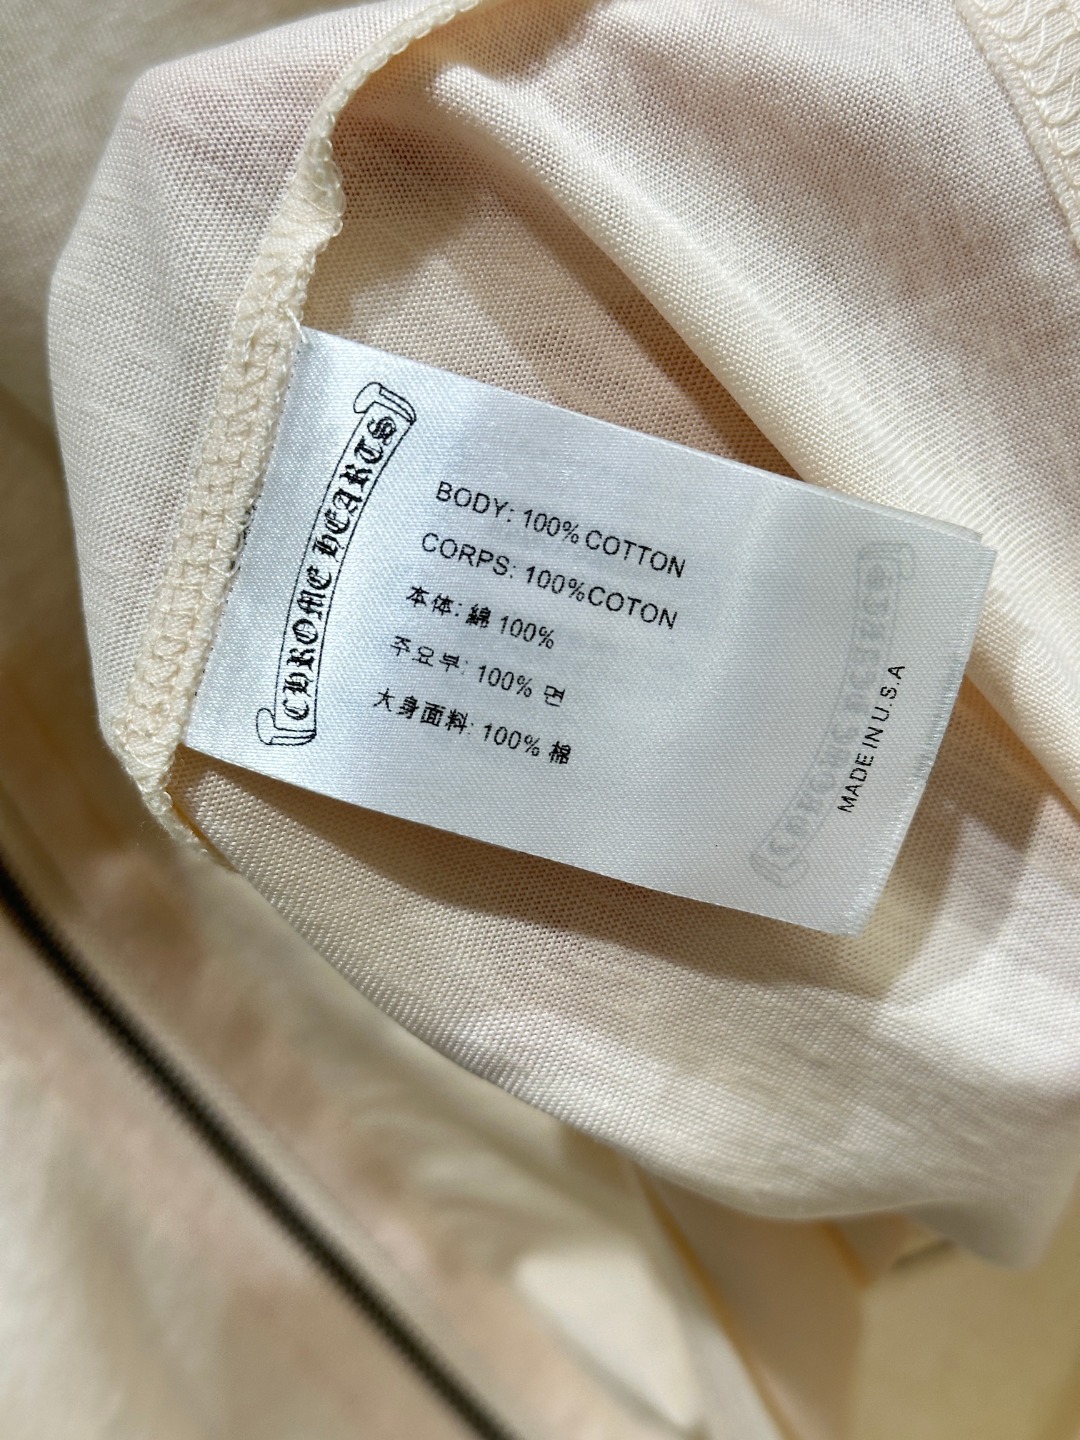 CHROME HEARTS
BODY: 100% COTTON
CORPS: 100%COTON
本体: 綿 100%
주요부: 100% 면
大身面料: 100% 棉
MADE IN U.S.A